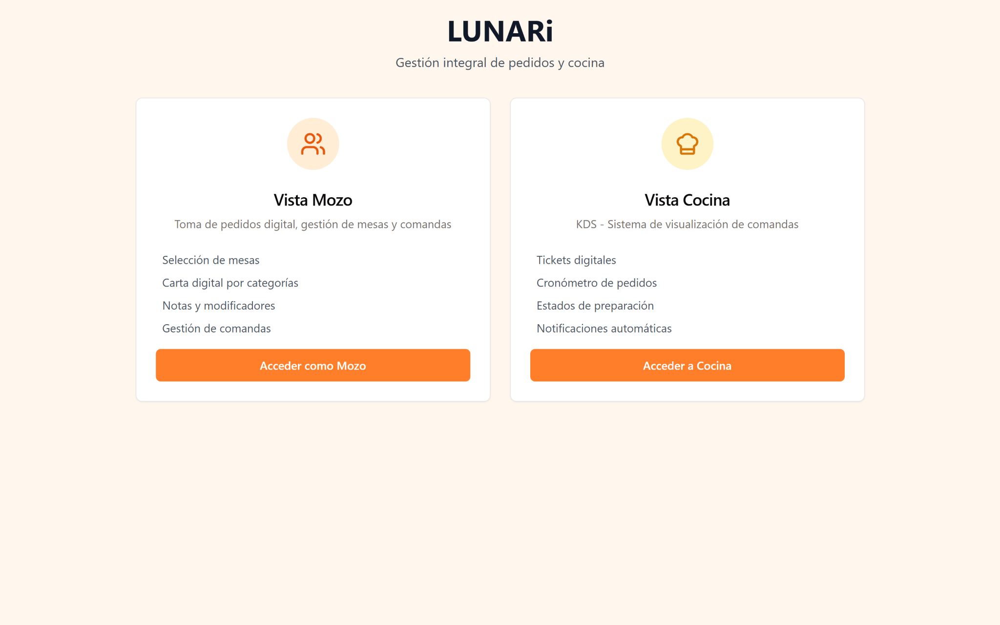 LUNARi
Gestión integral de pedidos y cocina
Vista Mozo
Toma de pedidos digital, gestión de mesas y comandas
Selección de mesas
Carta digital por categorías
Notas y modificadores
Gestión de comandas
Acceder como Mozo
Vista Cocina
KDS - Sistema de visualización de comandas
Tickets digitales
Cronómetro de pedidos
Estados de preparación
Notificaciones automáticas
Acceder a Cocina